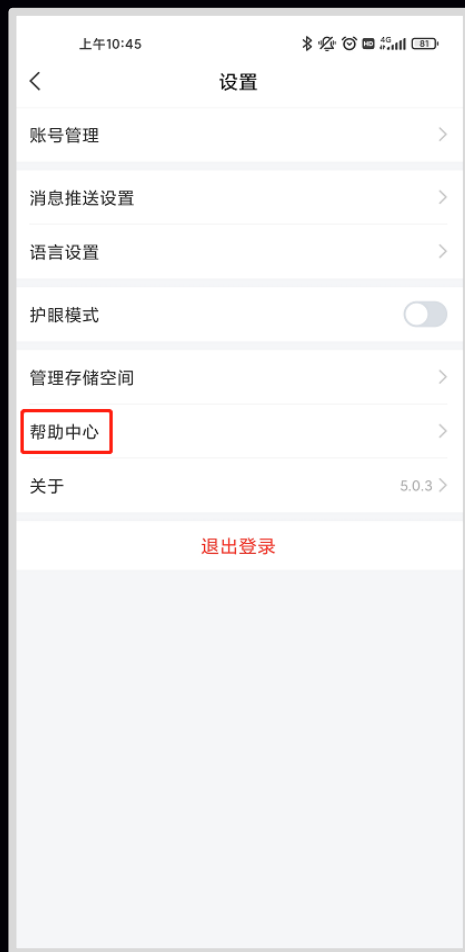 上午10:45 HD 4G 81
设置
账号管理
消息推送设置
语言设置
护眼模式
管理存储空间
帮助中心
关于 5.0.3
退出登录